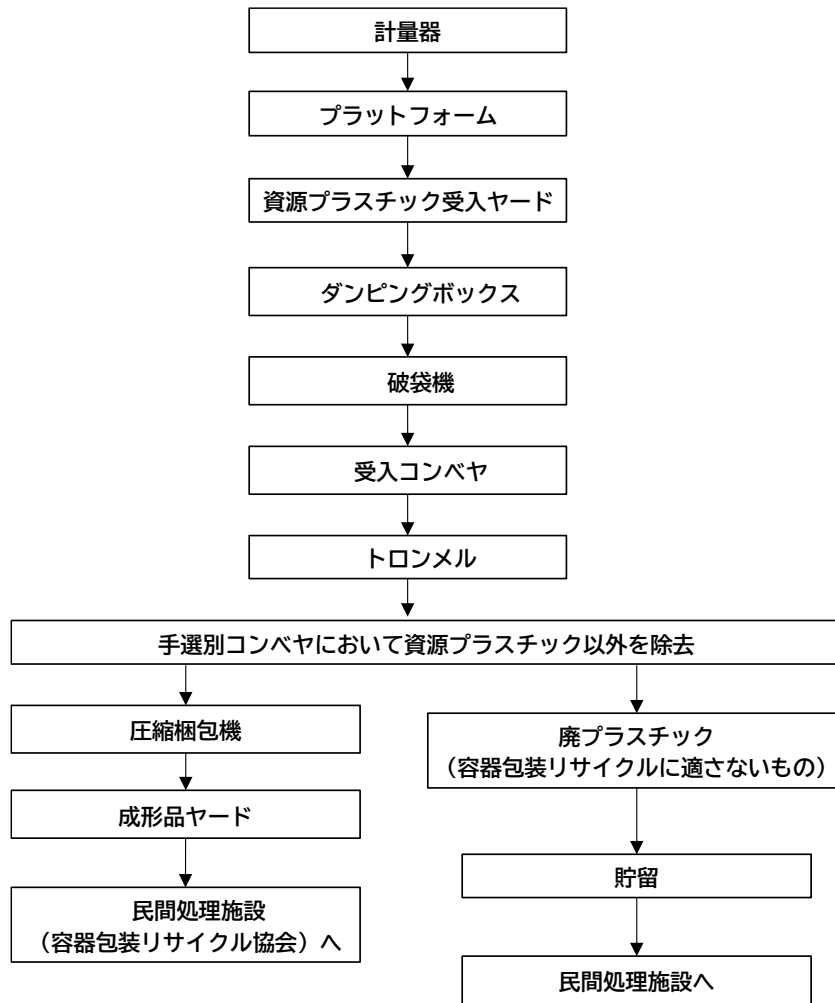 計量器
プラットフォーム
資源プラスチック受入ヤード
ダンピングボックス
破袋機
受入コンベヤ
トロンメル
手選別コンベヤにおいて資源プラスチック以外を除去
圧縮梱包機
成形品ヤード
民間処理施設
（容器包装リサイクル協会）へ
廃プラスチック
（容器包装リサイクルに適さないもの）
貯留
民間処理施設へ